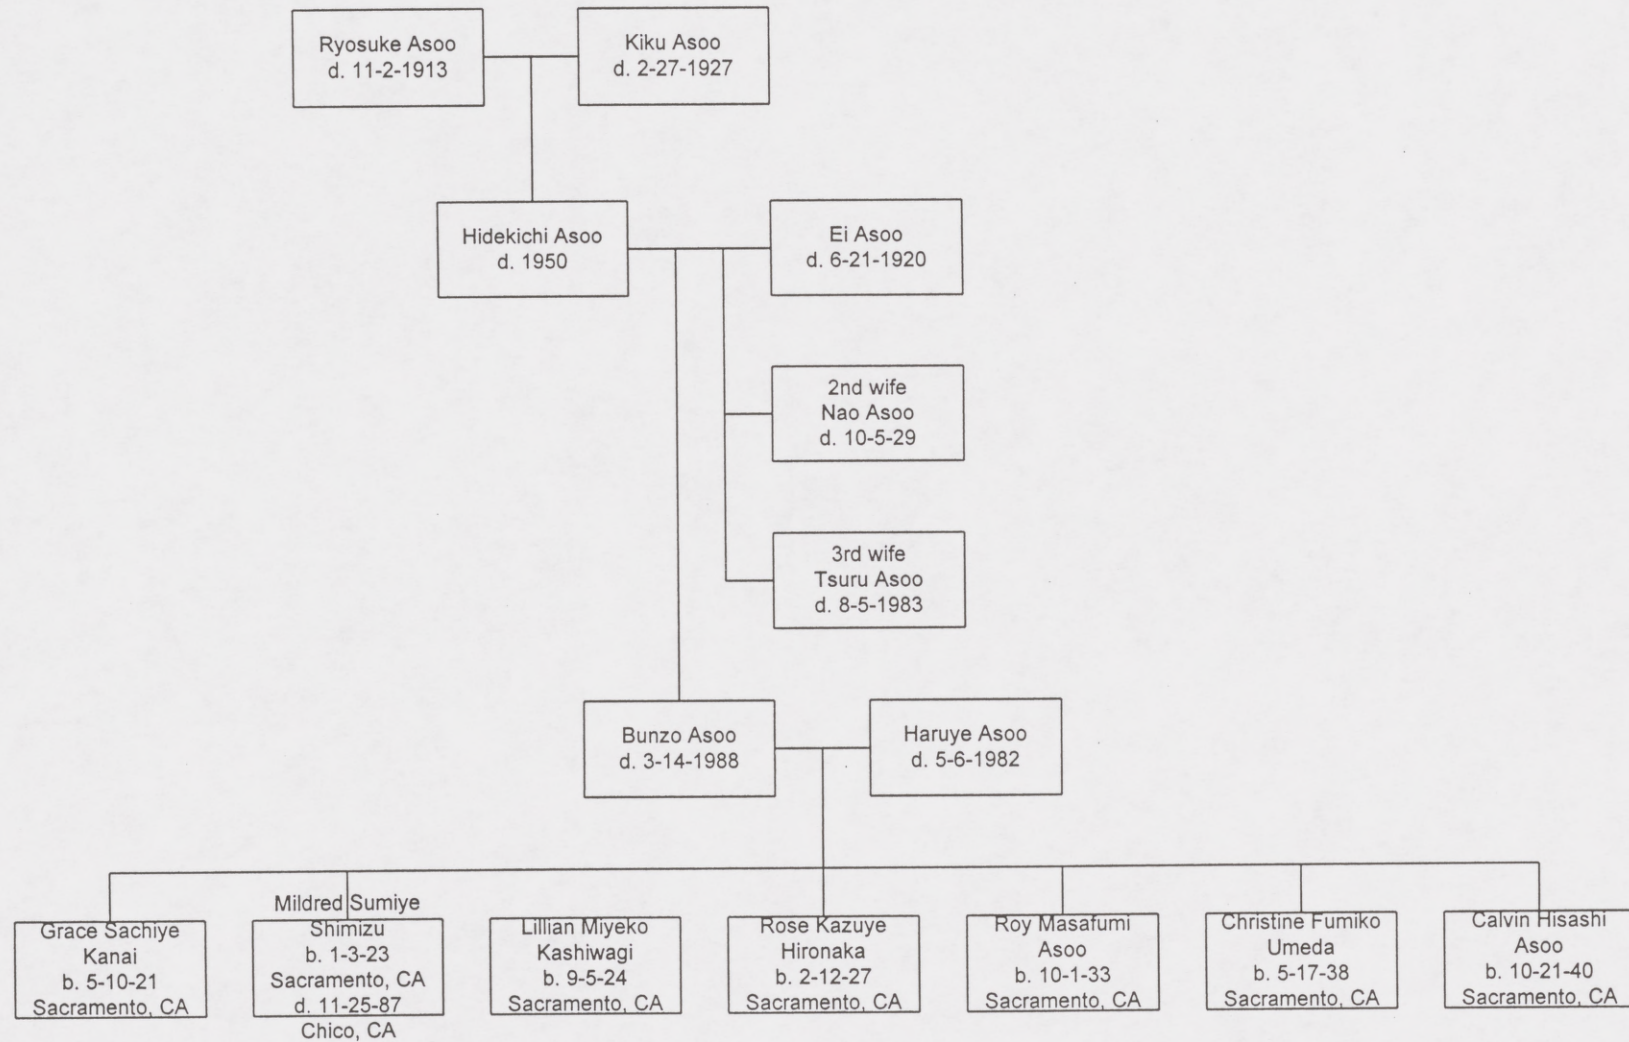 Ryosuke Asoo
d. 11-2-1913
Kiku Asoo
d. 2-27-1927
Hidekichi Asoo
d. 1950
Ei Asoo
d. 6-21-1920
2nd wife
Nao Asoo
d. 10-5-29
3rd wife
Tsuru Asoo
d. 8-5-1983
Bunzo Asoo
d. 3-14-1988
Haruye Asoo
d. 5-6-1982
Grace Sachiye
Kanai
b. 5-10-21
Sacramento, CA
Mildred Sumiye
Shimizu
b. 1-3-23
Sacramento, CA
d. 11-25-87
Chico, CA
Lillian Miyeko
Kashiwagi
b. 9-5-24
Sacramento, CA
Rose Kazuye
Hironaka
b. 2-12-27
Sacramento, CA
Roy Masafumi
Asoo
b. 10-1-33
Sacramento, CA
Christine Fumiko
Umeda
b. 5-17-38
Sacramento, CA
Calvin Hisashi
Asoo
b. 10-21-40
Sacramento, CA